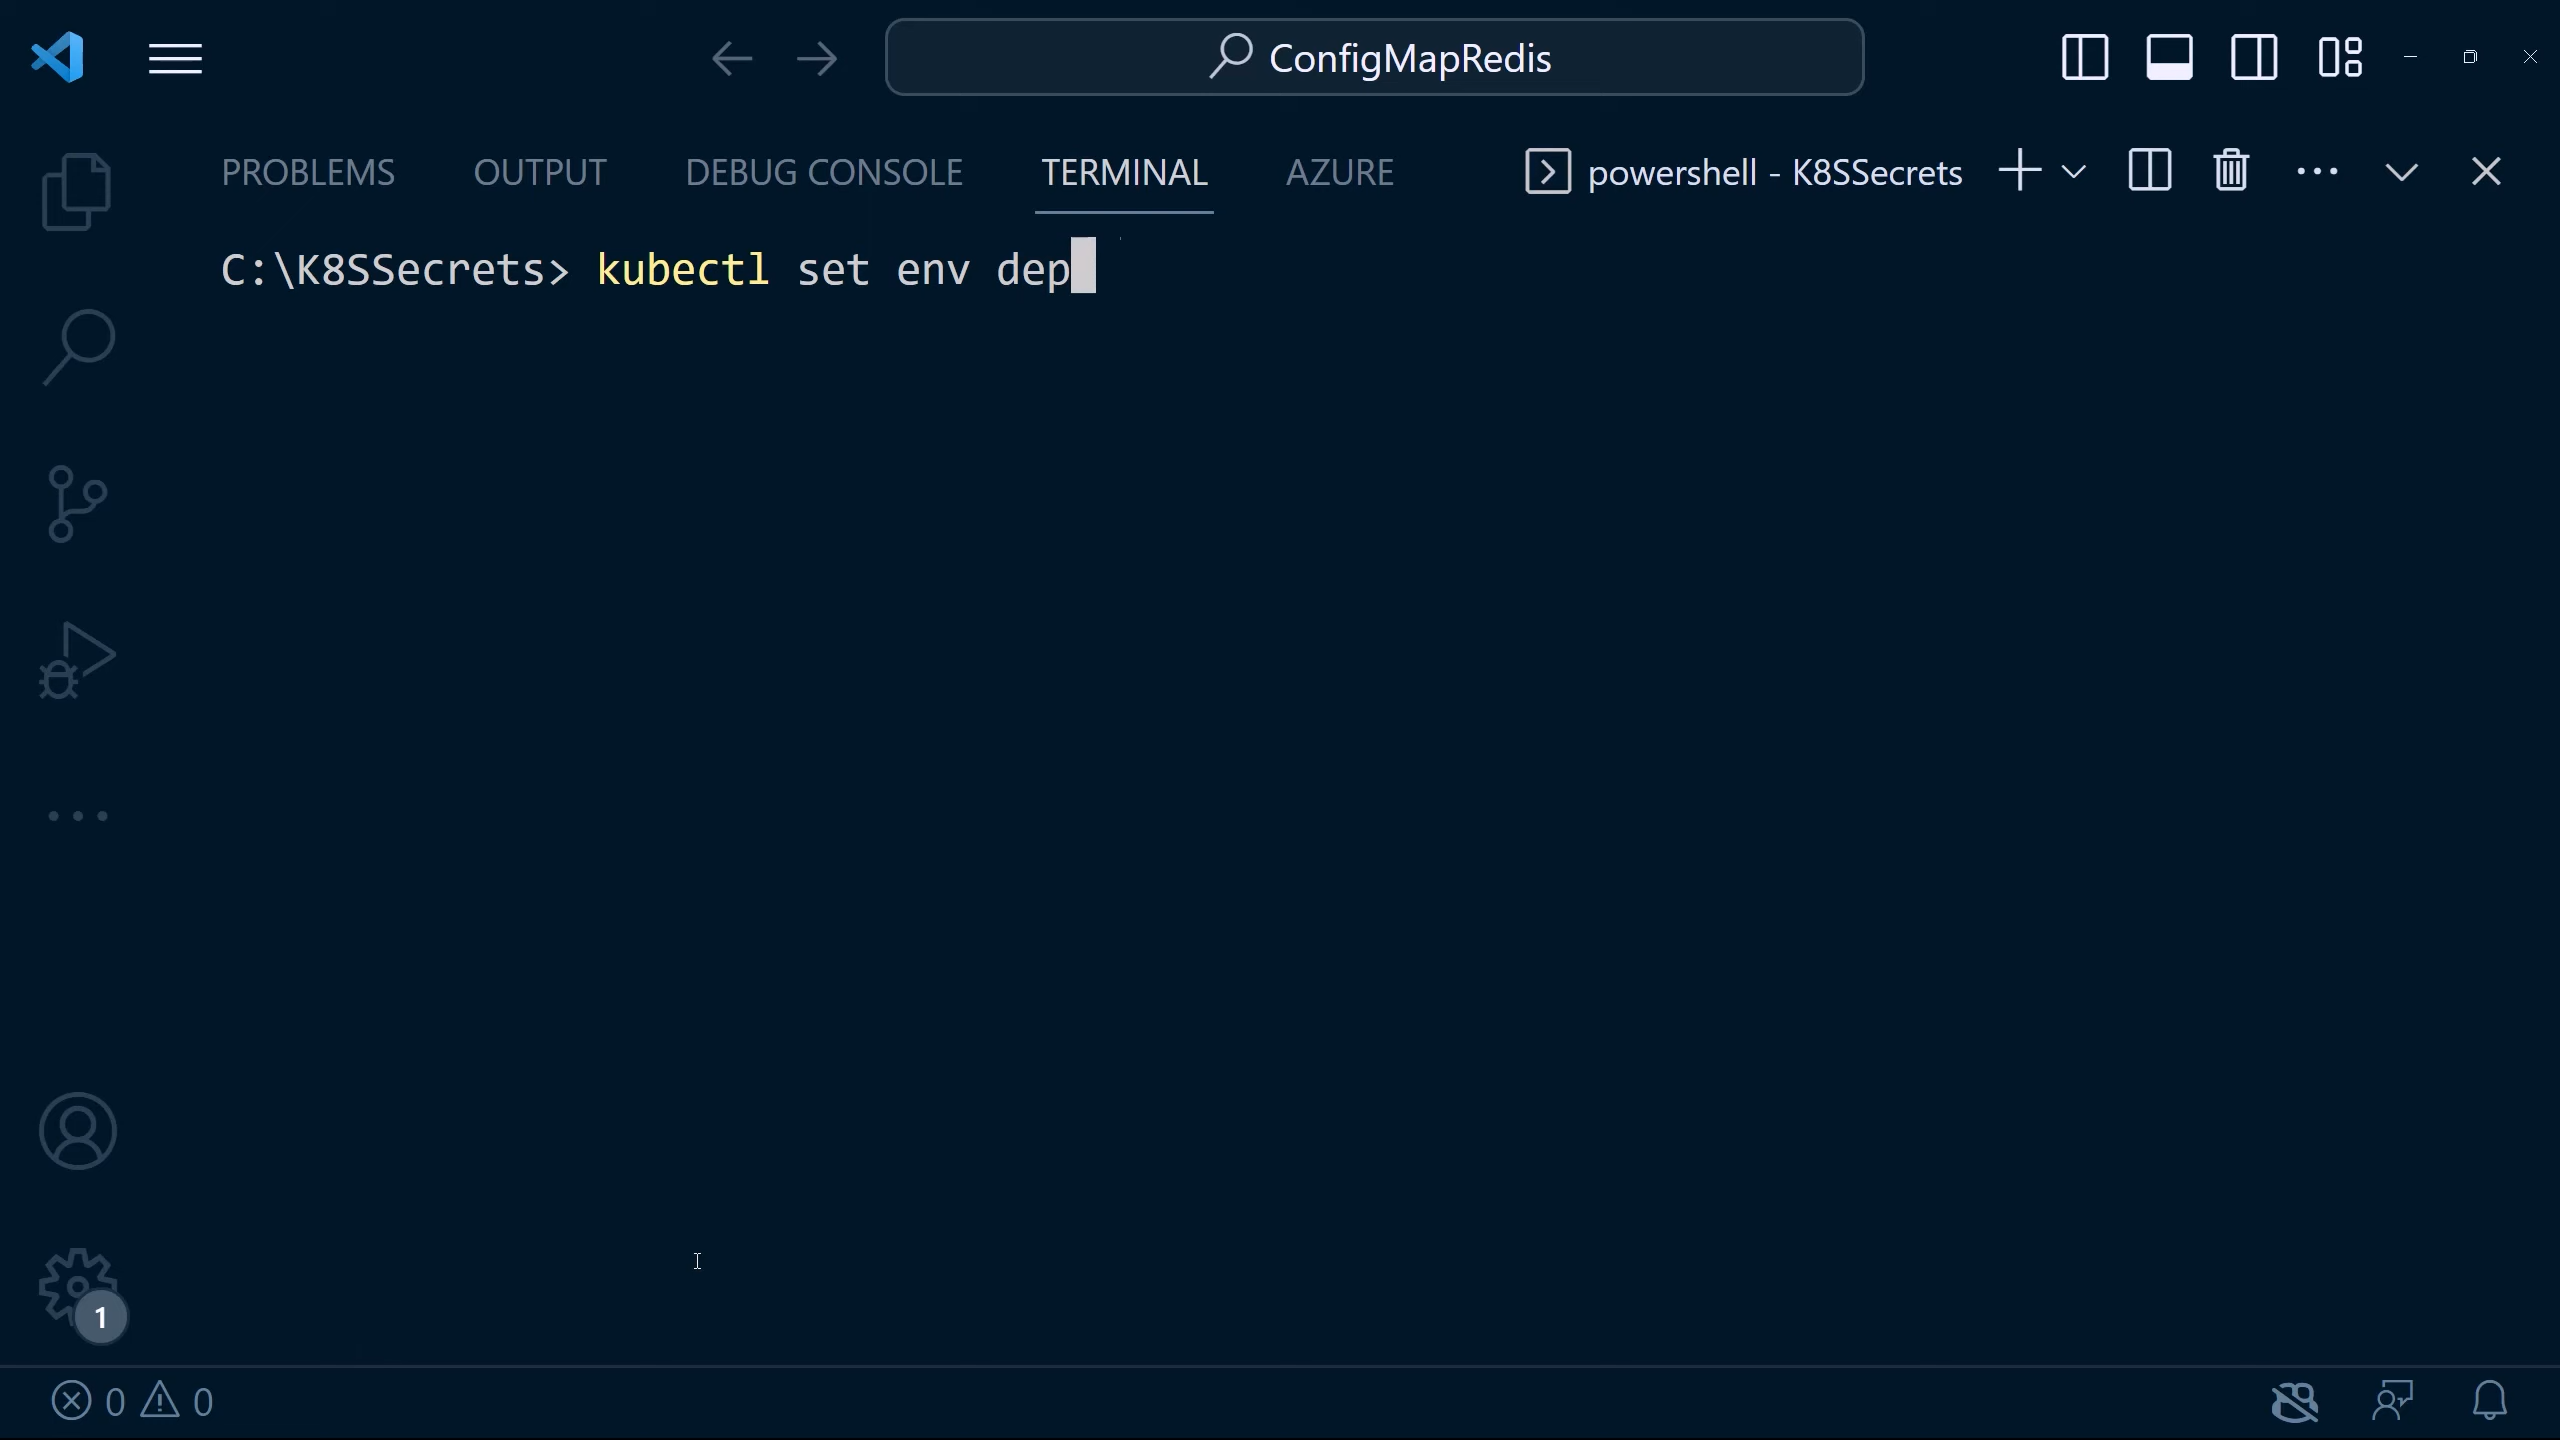 ConfigMapRedis
PROBLEMS OUTPUT DEBUG CONSOLE TERMINAL AZURE powershell - K8SSecrets
C:\K8SSecrets> kubectl set env dep
1
0 0